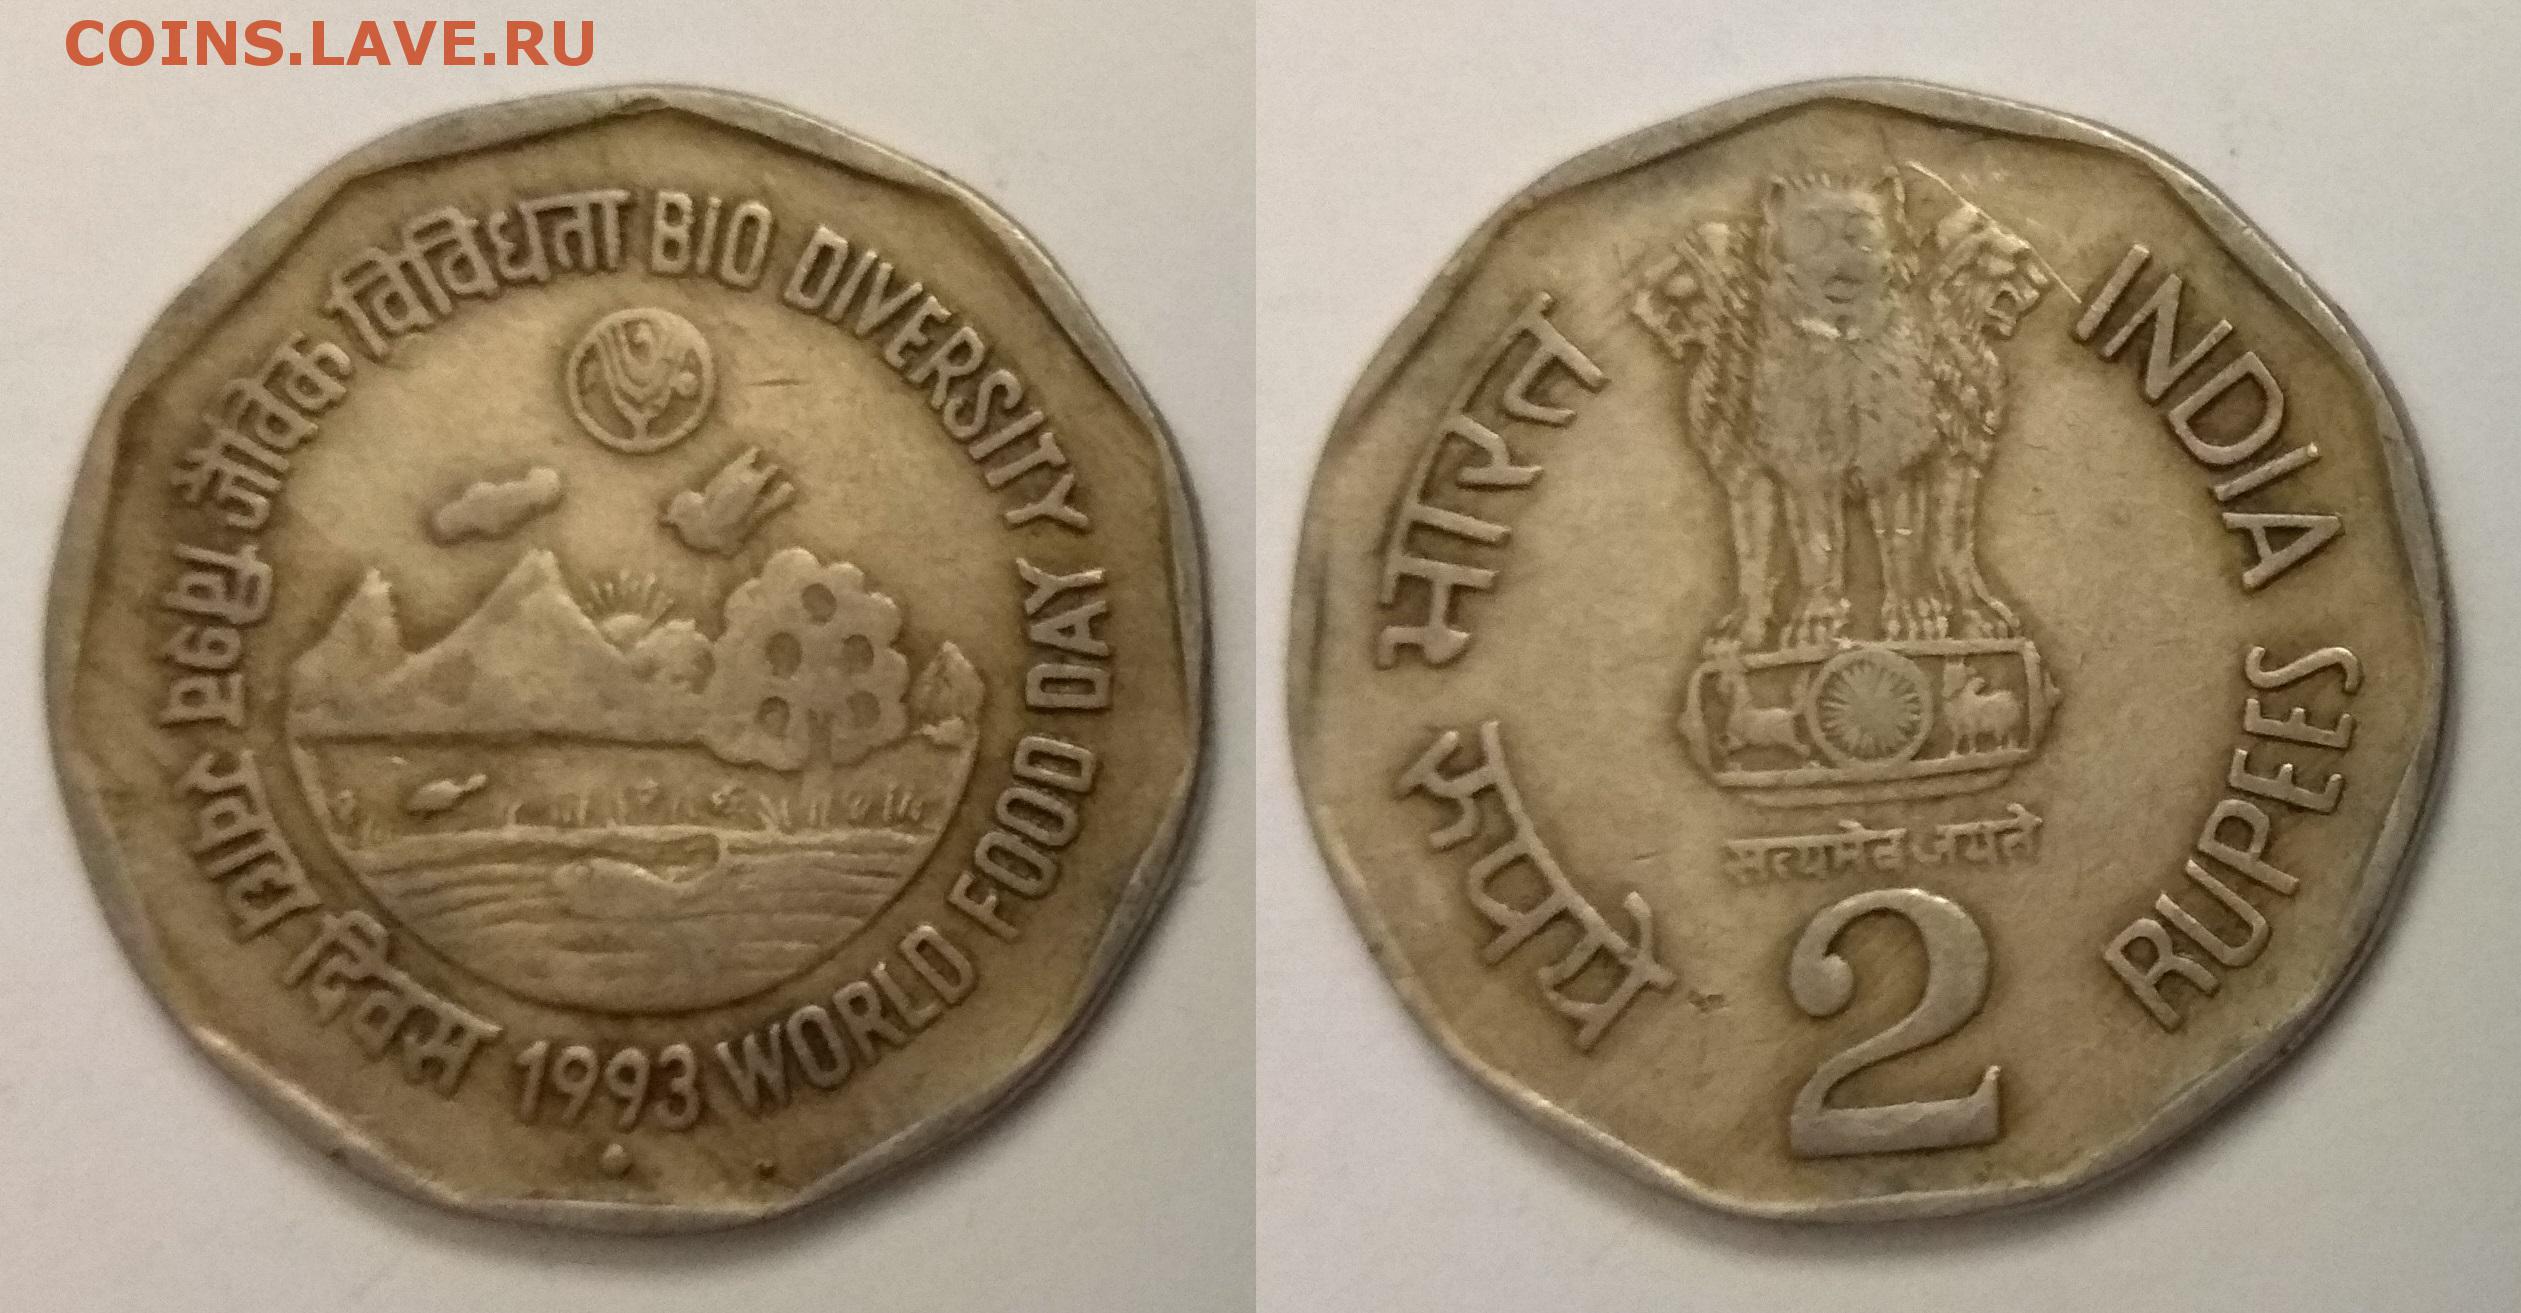 COINS.LAVE.RU
जैविक विविधता BIO DIVERSITY
विश्व खाद्य दिवस 1993 WORLD FOOD DAY
भारत INDIA
सत्यमेव जयते
रुपये 2 RUPEES